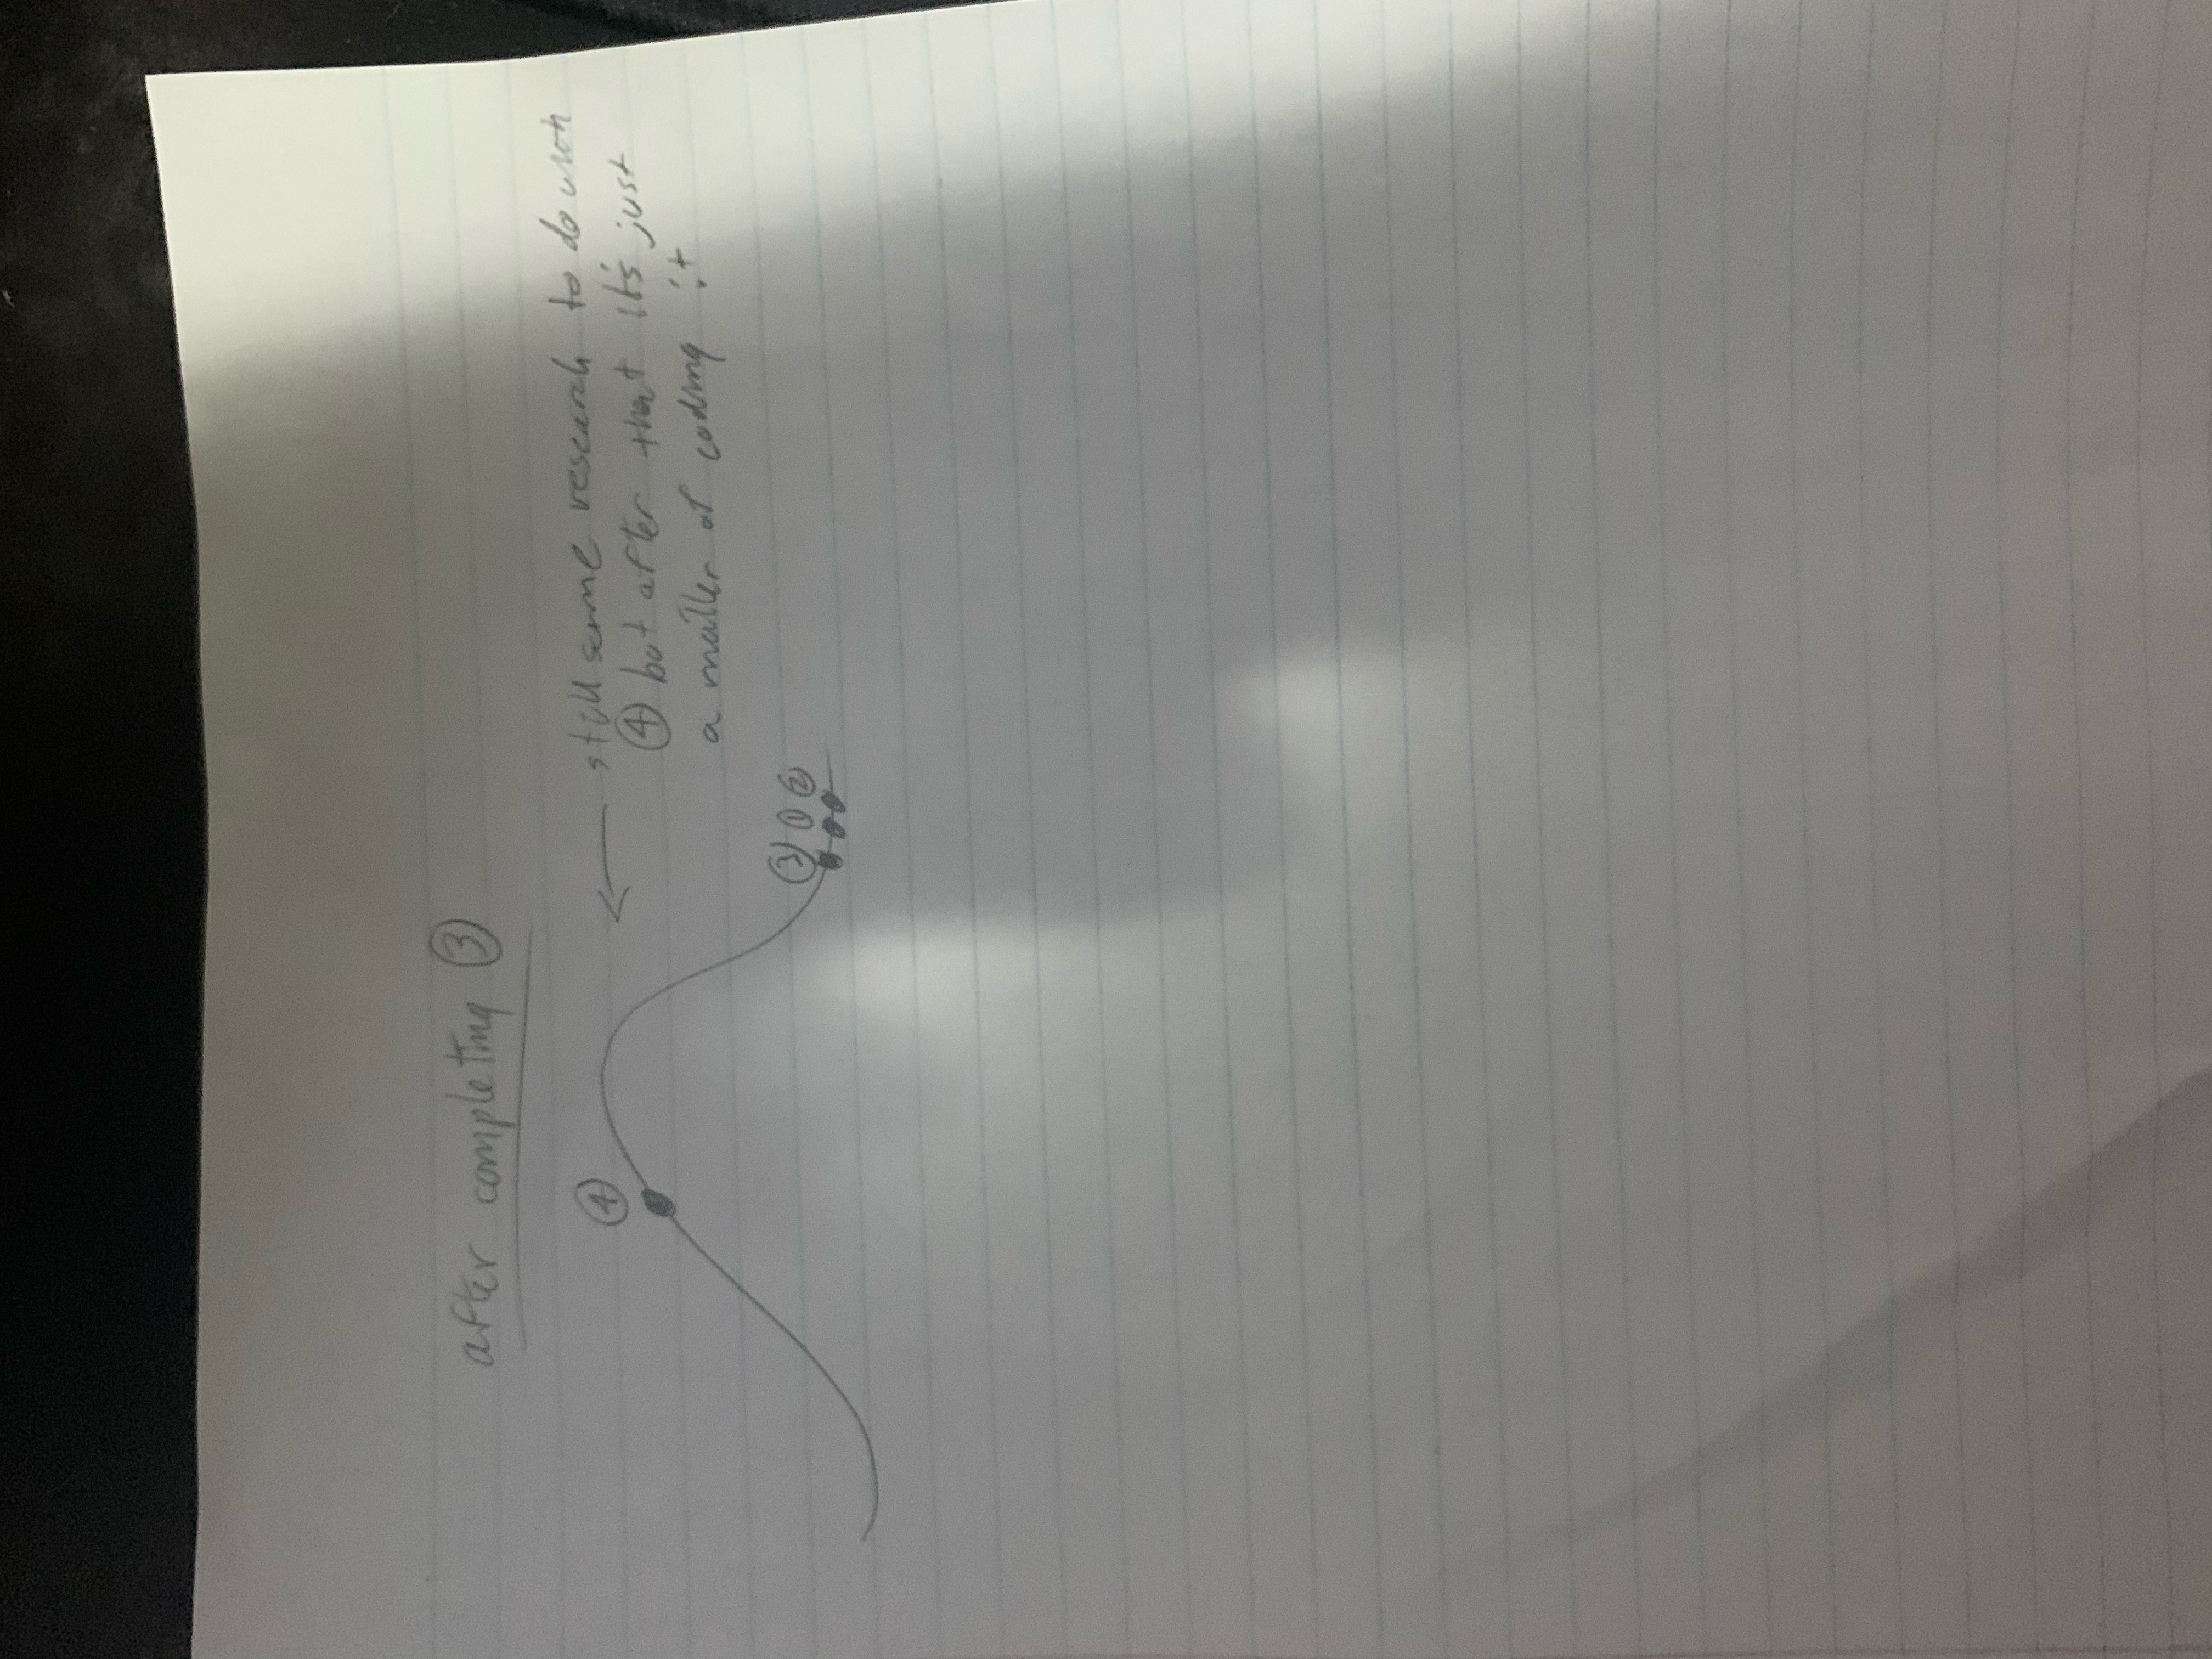 after completing ③
④
still some research to do with
④ but after that it's just
a matter of coding it
③ ① ②